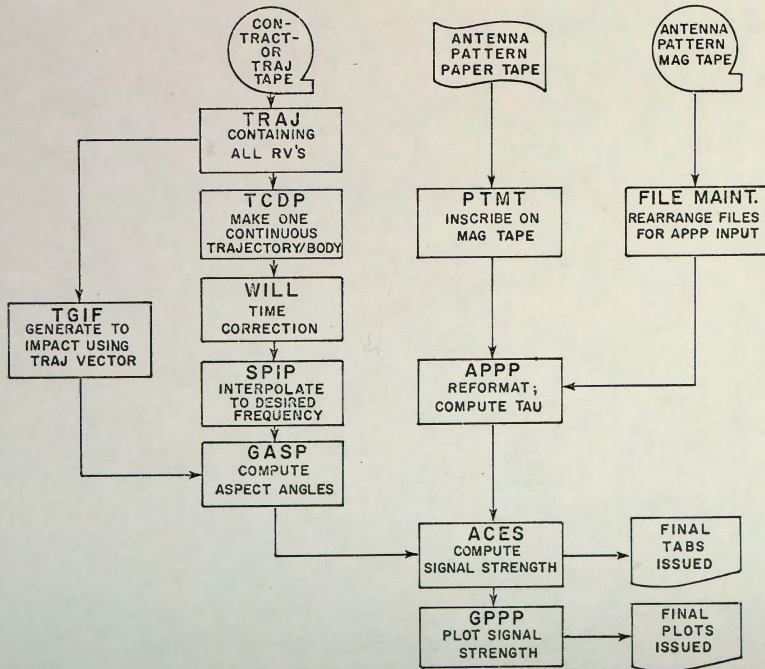 CON-
TRACT-
OR TRAJ
TAPE
ANTENNA
PATTERN
PAPER TAPE
ANTENNA
PATTERN
MAG TAPE
TRAJ
CONTAINING
ALL RV'S
TCDP
MAKE ONE
CONTINUOUS
TRAJECTORY/BODY
PTMT
INSCRIBE ON
MAG TAPE
FILE MAINT.
REARRANGE FILES
FOR APPP INPUT
WILL
TIME
CORRECTION
TGIF
GENERATE TO
IMPACT USING
TRAJ VECTOR
SPIP
INTERPOLATE
TO DESIRED
FREQUENCY
APPP
REFORMAT;
COMPUTE TAU
GASP
COMPUTE
ASPECT ANGLES
ACES
COMPUTE
SIGNAL STRENGTH
FINAL
TABS
ISSUED
GPPP
PLOT SIGNAL
STRENGTH
FINAL
PLOTS
ISSUED